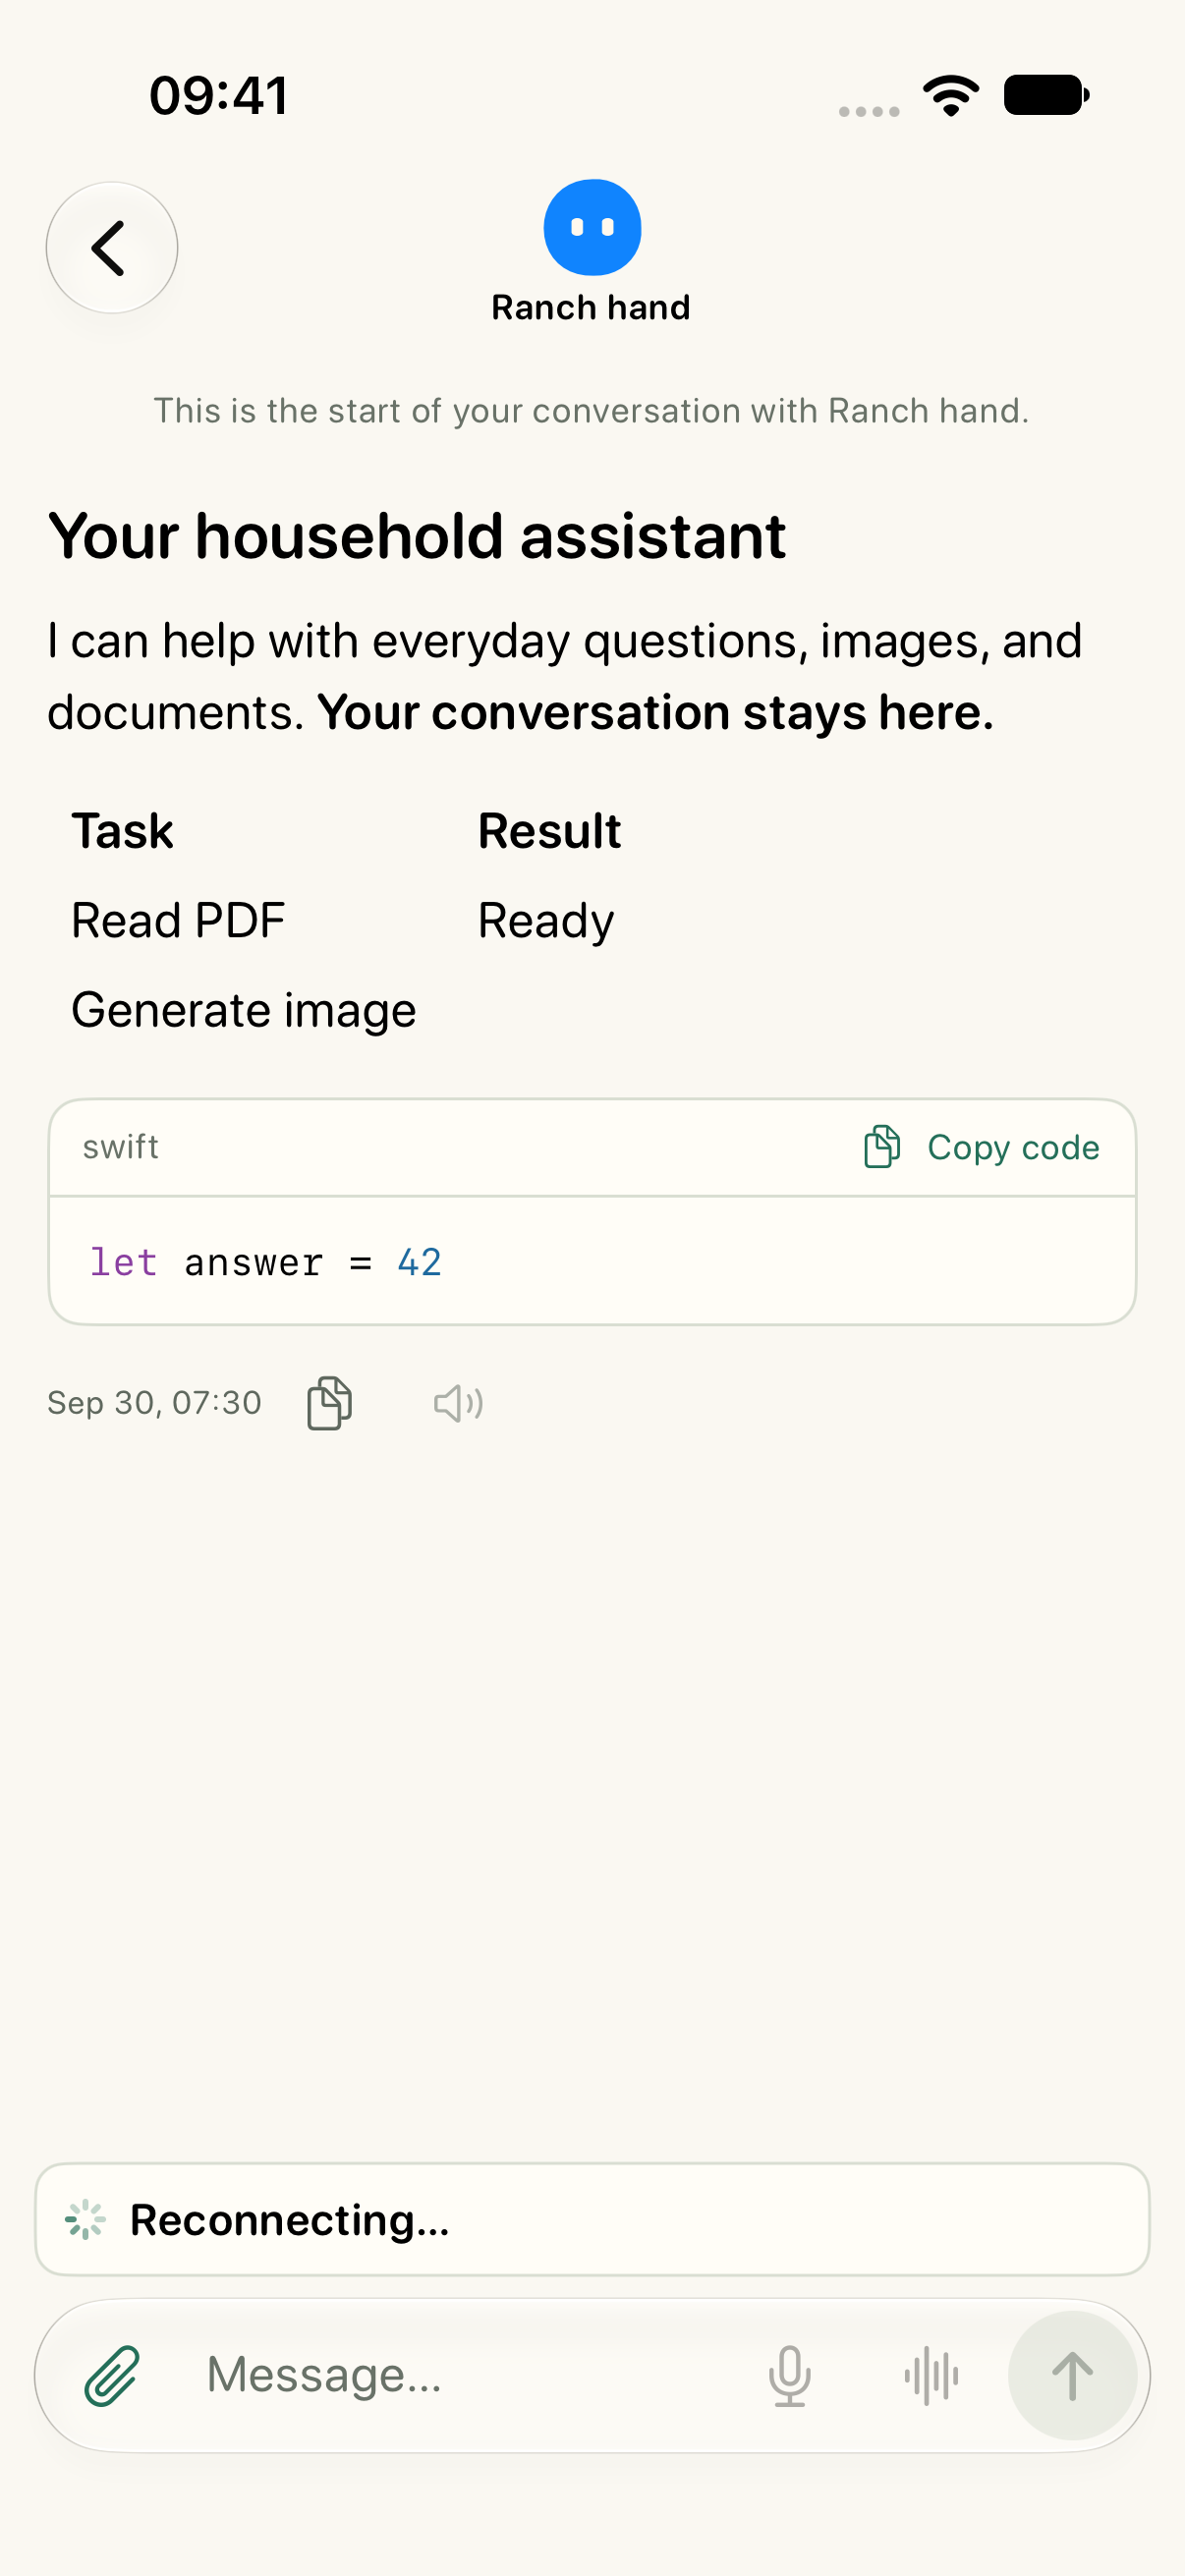 09:41
Ranch hand
This is the start of your conversation with Ranch hand.
Your household assistant
I can help with everyday questions, images, and
documents. Your conversation stays here.
Task Result
Read PDF Ready
Generate image
swift Copy code
let answer = 42
Sep 30, 07:30
Reconnecting...
Message...